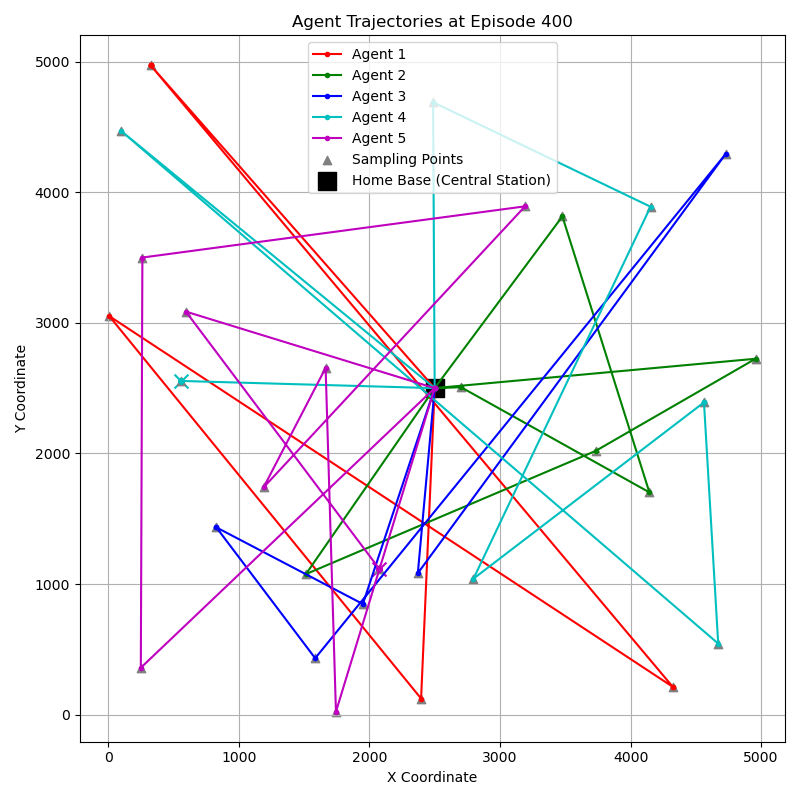 Agent Trajectories at Episode 400
Agent 1
Agent 2
Agent 3
Agent 4
Agent 5
Sampling Points
Home Base (Central Station)
Y Coordinate
5000
4000
3000
2000
1000
0
0 1000 2000 3000 4000 5000
X Coordinate